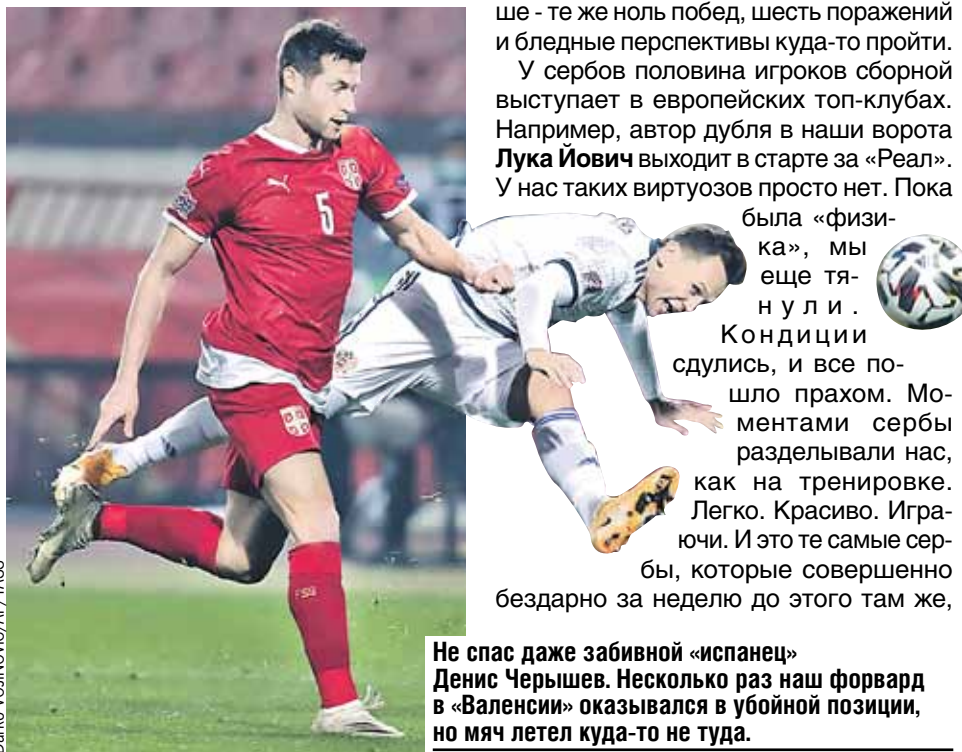 ше - те же ноль побед, шесть поражений
и бледные перспективы куда-то пройти.
У сербов половина игроков сборной
выступает в европейских топ-клубах.
Например, автор дубля в наши ворота
Лука Йович выходит в старте за «Реал».
У нас таких виртуозов просто нет. Пока
была «физи-
ка», мы
еще тя-
нули.
Кондиции
сдулись, и все по-
шло прахом. Мо-
ментами сербы
разделывали нас,
как на тренировке.
Легко. Красиво. Игра-
ючи. И это те самые сер-
бы, которые совершенно
бездарно за неделю до этого там же,
Не спас даже забивной «испанец»
Денис Черышев. Несколько раз наш форвард
в «Валенсии» оказывался в убойной позиции,
но мяч летел куда-то не туда.
5